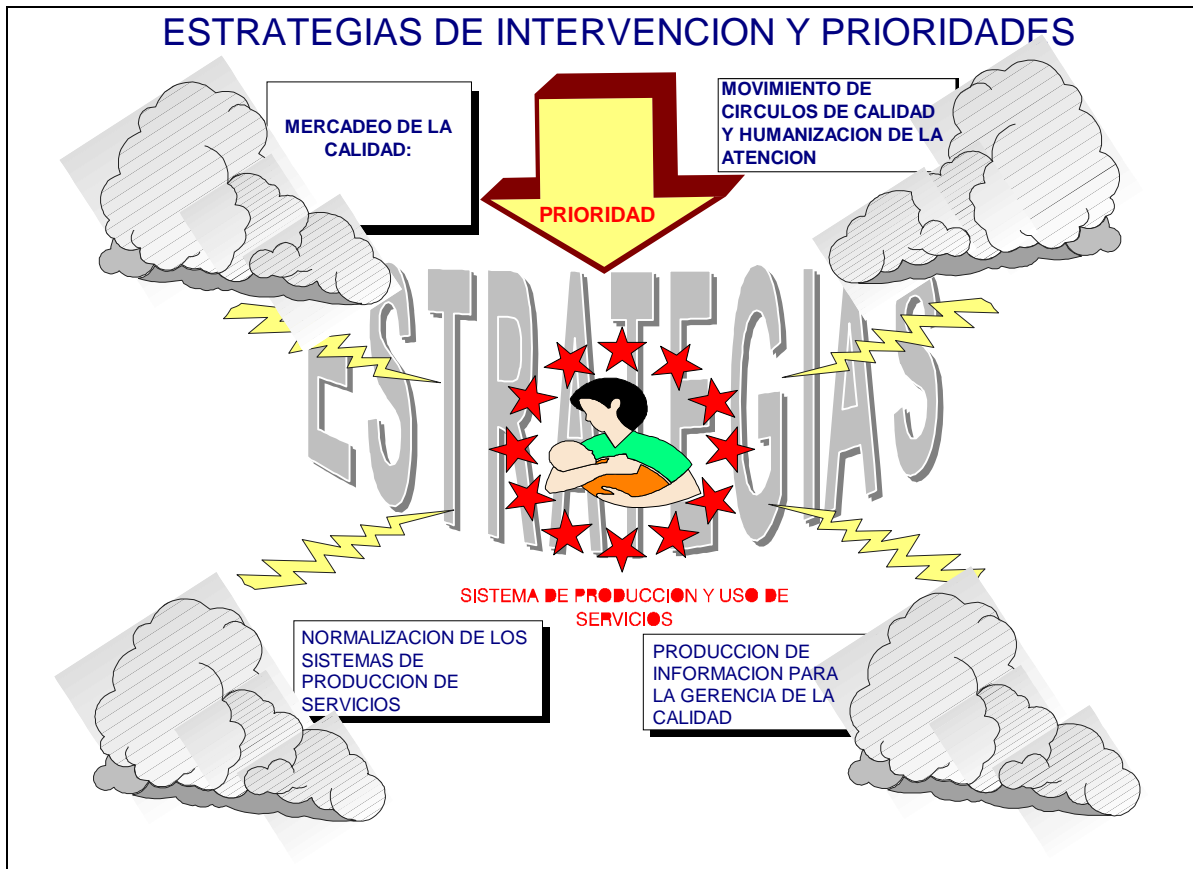 ESTRATEGIAS DE INTERVENCION Y PRIORIDADES
MERCADEO DE LA
CALIDAD:
PRIORIDAD
MOVIMIENTO DE
CIRCULOS DE CALIDAD
Y HUMANIZACION DE LA
ATENCION
ESTRATEGIAS
SISTEMA DE PRODUCCION Y USO DE
SERVICIOS
NORMALIZACION DE LOS
SISTEMAS DE
PRODUCCION DE
SERVICIOS
PRODUCCION DE
INFORMACION PARA
LA GERENCIA DE LA
CALIDAD